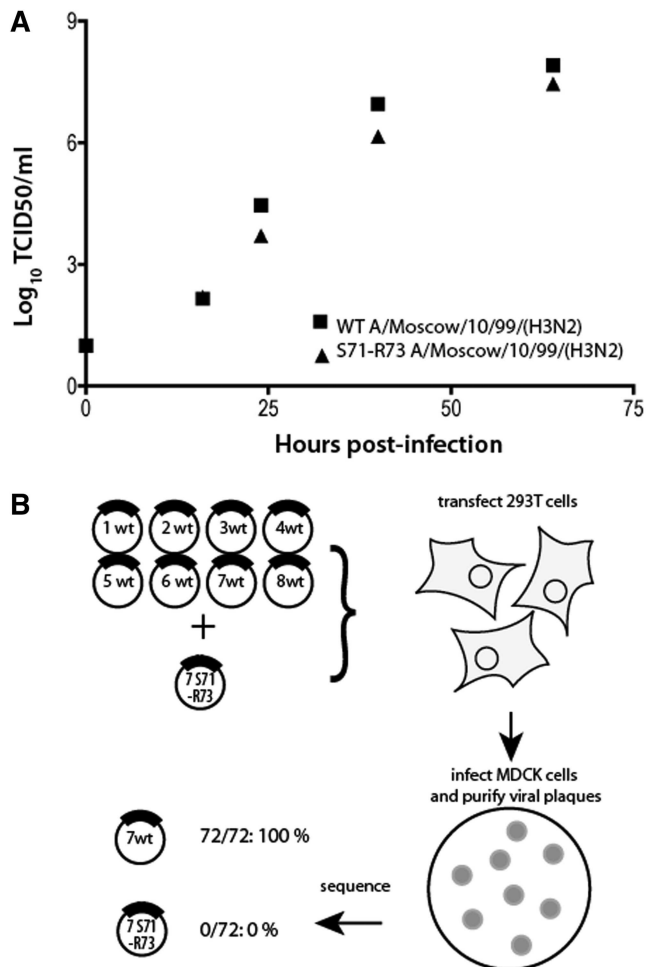 A
9
6
3
0
Log10 TCID50/ml
WT A/Moscow/10/99/(H3N2)
S71-R73 A/Moscow/10/99/(H3N2)
0 25 50 75
Hours post-infection
B
1 wt 2 wt 3wt 4wt
5 wt 6 wt 7wt 8wt
+
7 S71
-R73
transfect 293T cells
infect MDCK cells
and purify viral plaques
7wt 72/72: 100 %
sequence
7 S71
-R73
0/72: 0 %